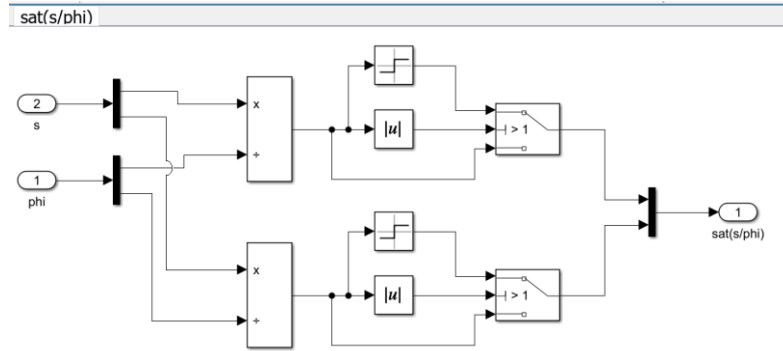 sat(s/phi)
2
s
1
phi
×
÷
|u|
> 1
1
sat(s/phi)
×
÷
|u|
> 1